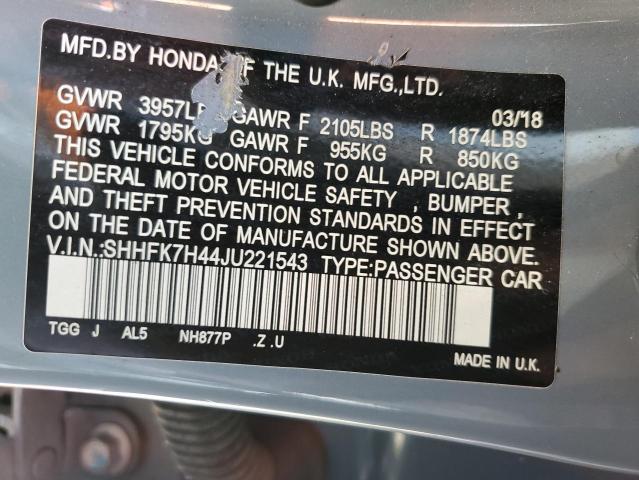 MFD.BY HONDA OF THE U.K. MFG.,LTD.
03/18
GVWR 3957LBS GAWR F 2105LBS R 1874LBS
GVWR 1795KG GAWR F 955KG R 850KG
THIS VEHICLE CONFORMS TO ALL APPLICABLE
FEDERAL MOTOR VEHICLE SAFETY , BUMPER ,
AND THEFT PREVENTION STANDARDS IN EFFECT
ON THE DATE OF MANUFACTURE SHOWN ABOVE.
V.I.N.:SHHFK7H44JU221543 TYPE:PASSENGER CAR
TGG J AL5 NH877P .Z .U
MADE IN U.K.